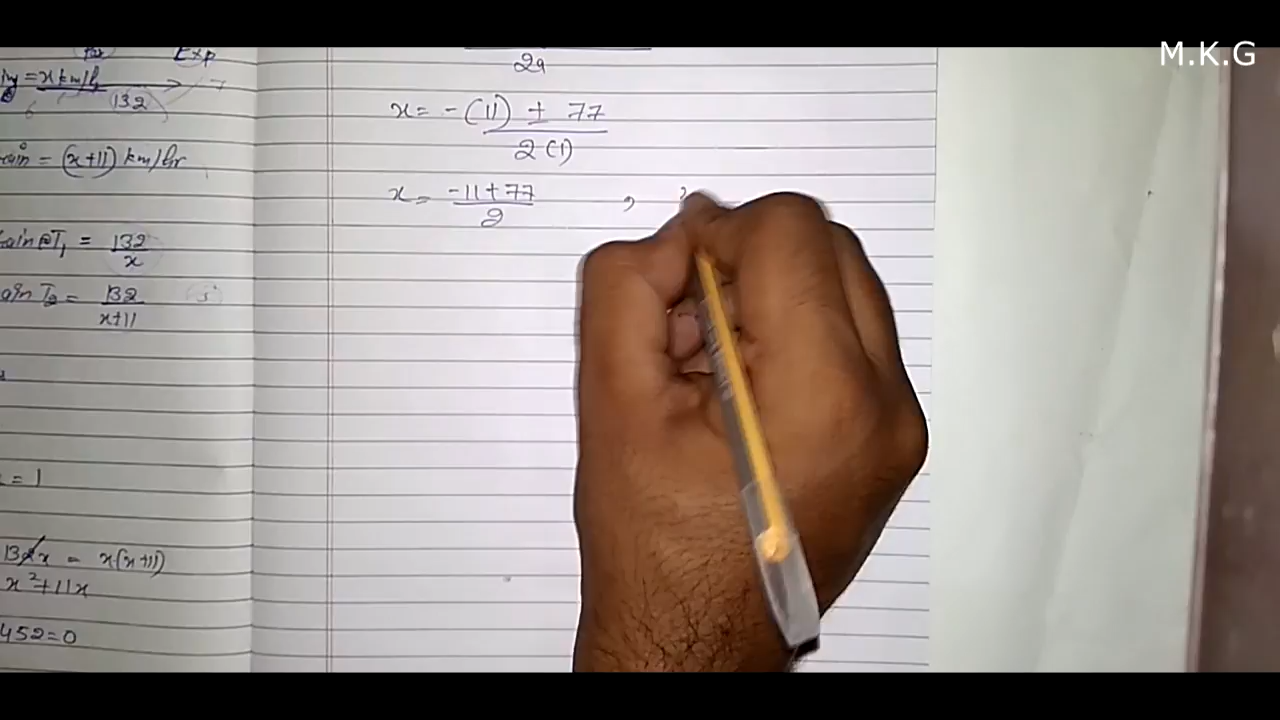 M.K.G
Exp
= x km/h
132
= (x+11) km/hr
T₁ = 132/x
T₂ = 132/x+11
= 1
x = x(x+11)
x²+11x
452=0
2a
x = -(11) ± 77
2(1)
x = -11+77 ,
2